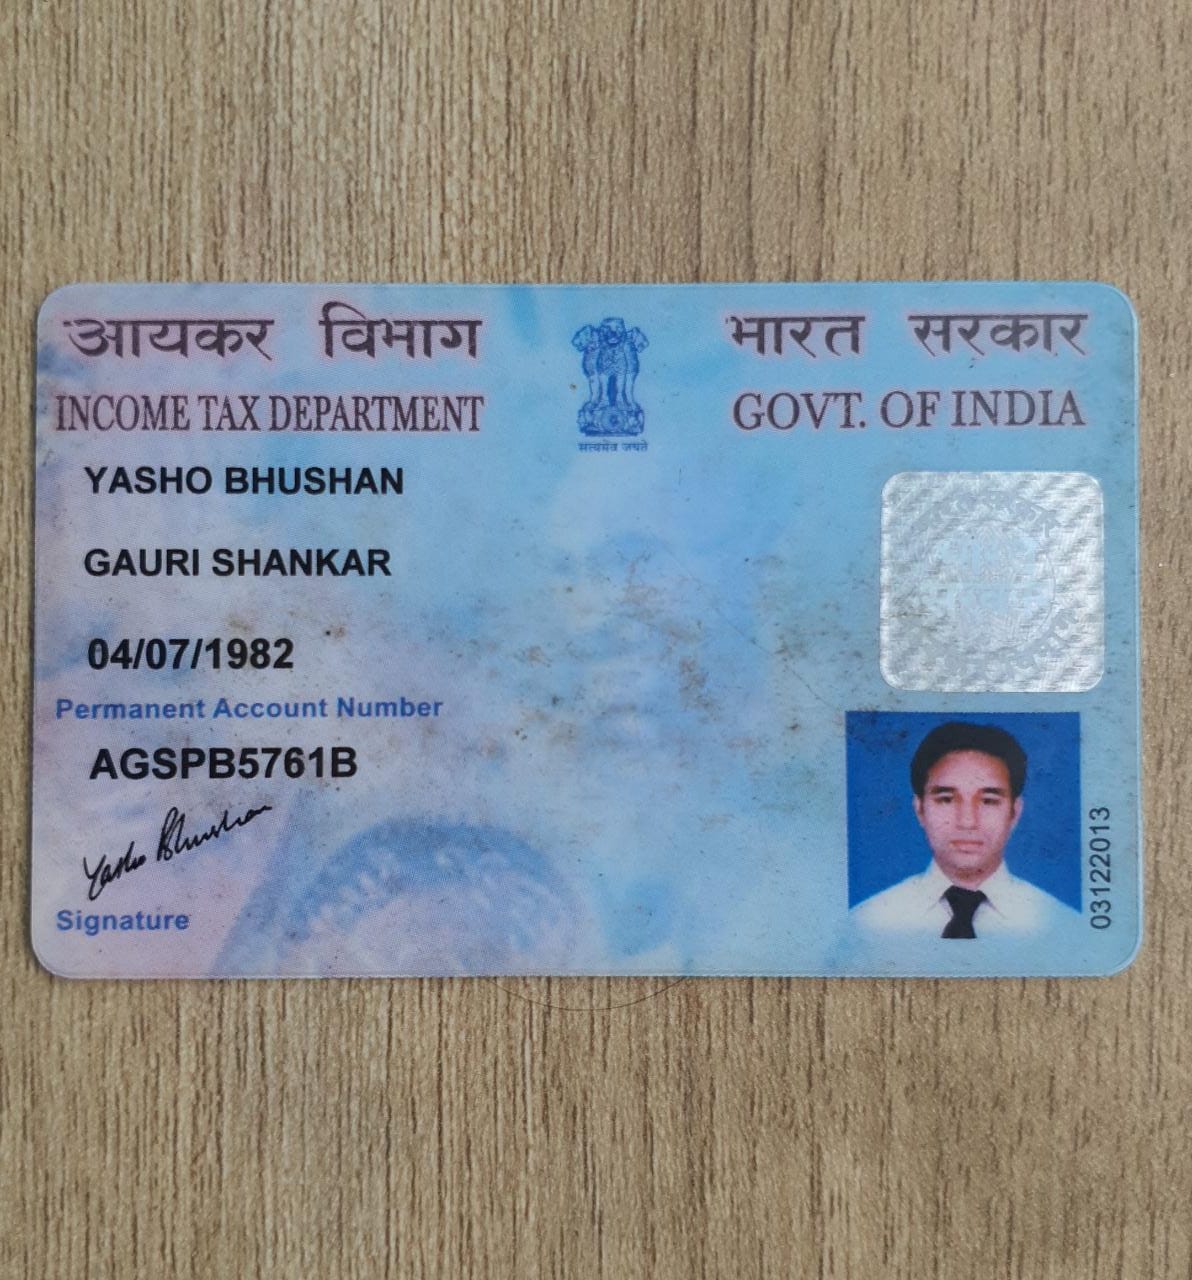 आयकर विभाग
भारत सरकार
INCOME TAX DEPARTMENT
GOVT. OF INDIA
सत्यमेव जयते
YASHO BHUSHAN
GAURI SHANKAR
04/07/1982
Permanent Account Number
AGSPB5761B
Yasho Bhushan
Signature
03122013